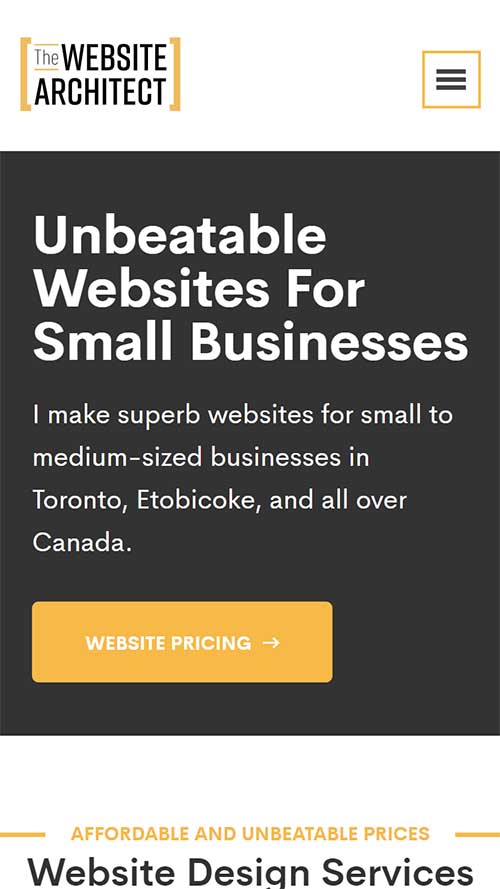 The WEBSITE
ARCHITECT
Unbeatable
Websites For
Small Businesses
I make superb websites for small to
medium-sized businesses in
Toronto, Etobicoke, and all over
Canada.
WEBSITE PRICING →
AFFORDABLE AND UNBEATABLE PRICES
Website Design Services